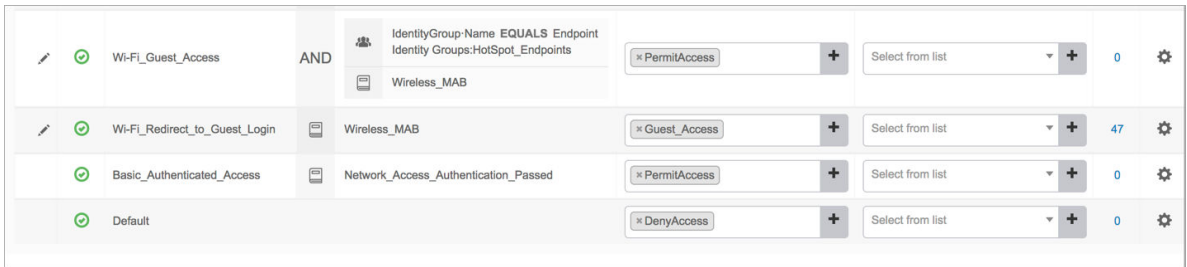 Wi-Fi_Guest_Access AND IdentityGroup·Name EQUALS Endpoint
Identity Groups:HotSpot_Endpoints
Wireless_MAB
× PermitAccess + Select from list + 0
Wi-Fi_Redirect_to_Guest_Login Wireless_MAB × Guest_Access + Select from list + 47
Basic_Authenticated_Access Network_Access_Authentication_Passed × PermitAccess + Select from list + 0
Default × DenyAccess + Select from list + 0